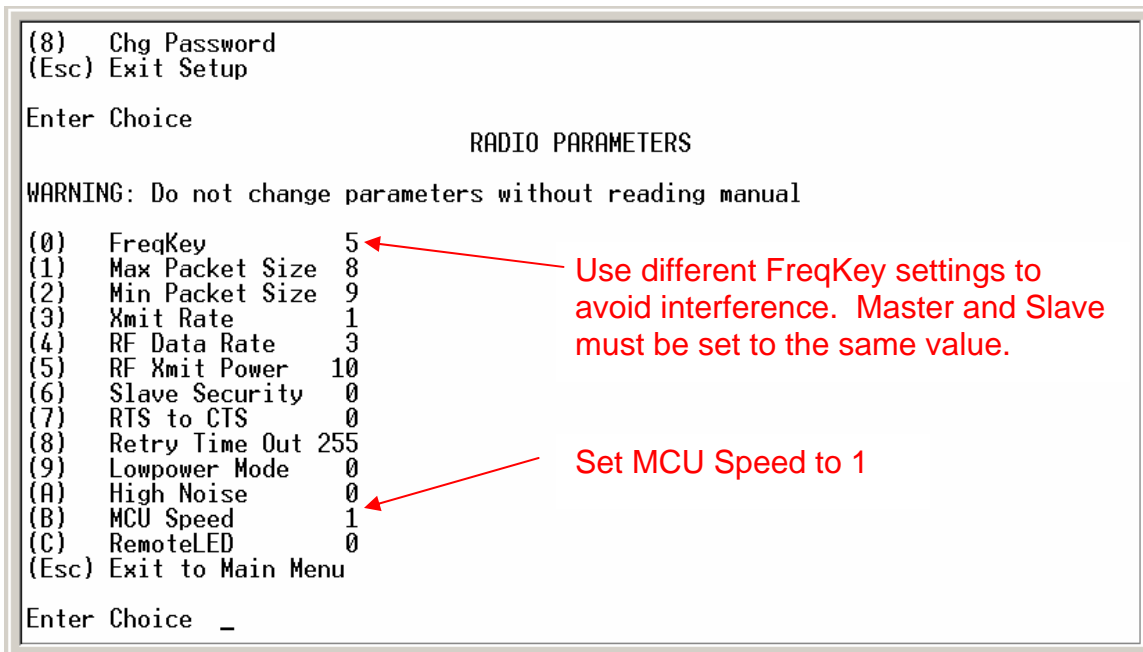 (8) Chg Password
(Esc) Exit Setup
Enter Choice
RADIO PARAMETERS
WARNING: Do not change parameters without reading manual
(0) FreqKey 5
(1) Max Packet Size 8
(2) Min Packet Size 9
(3) Xmit Rate 1
(4) RF Data Rate 3
(5) RF Xmit Power 10
(6) Slave Security 0
(7) RTS to CTS 0
(8) Retry Time Out 255
(9) Lowpower Mode 0
(A) High Noise 0
(B) MCU Speed 1
(C) RemoteLED 0
(Esc) Exit to Main Menu
Enter Choice _
Use different FreqKey settings to
avoid interference. Master and Slave
must be set to the same value.
Set MCU Speed to 1